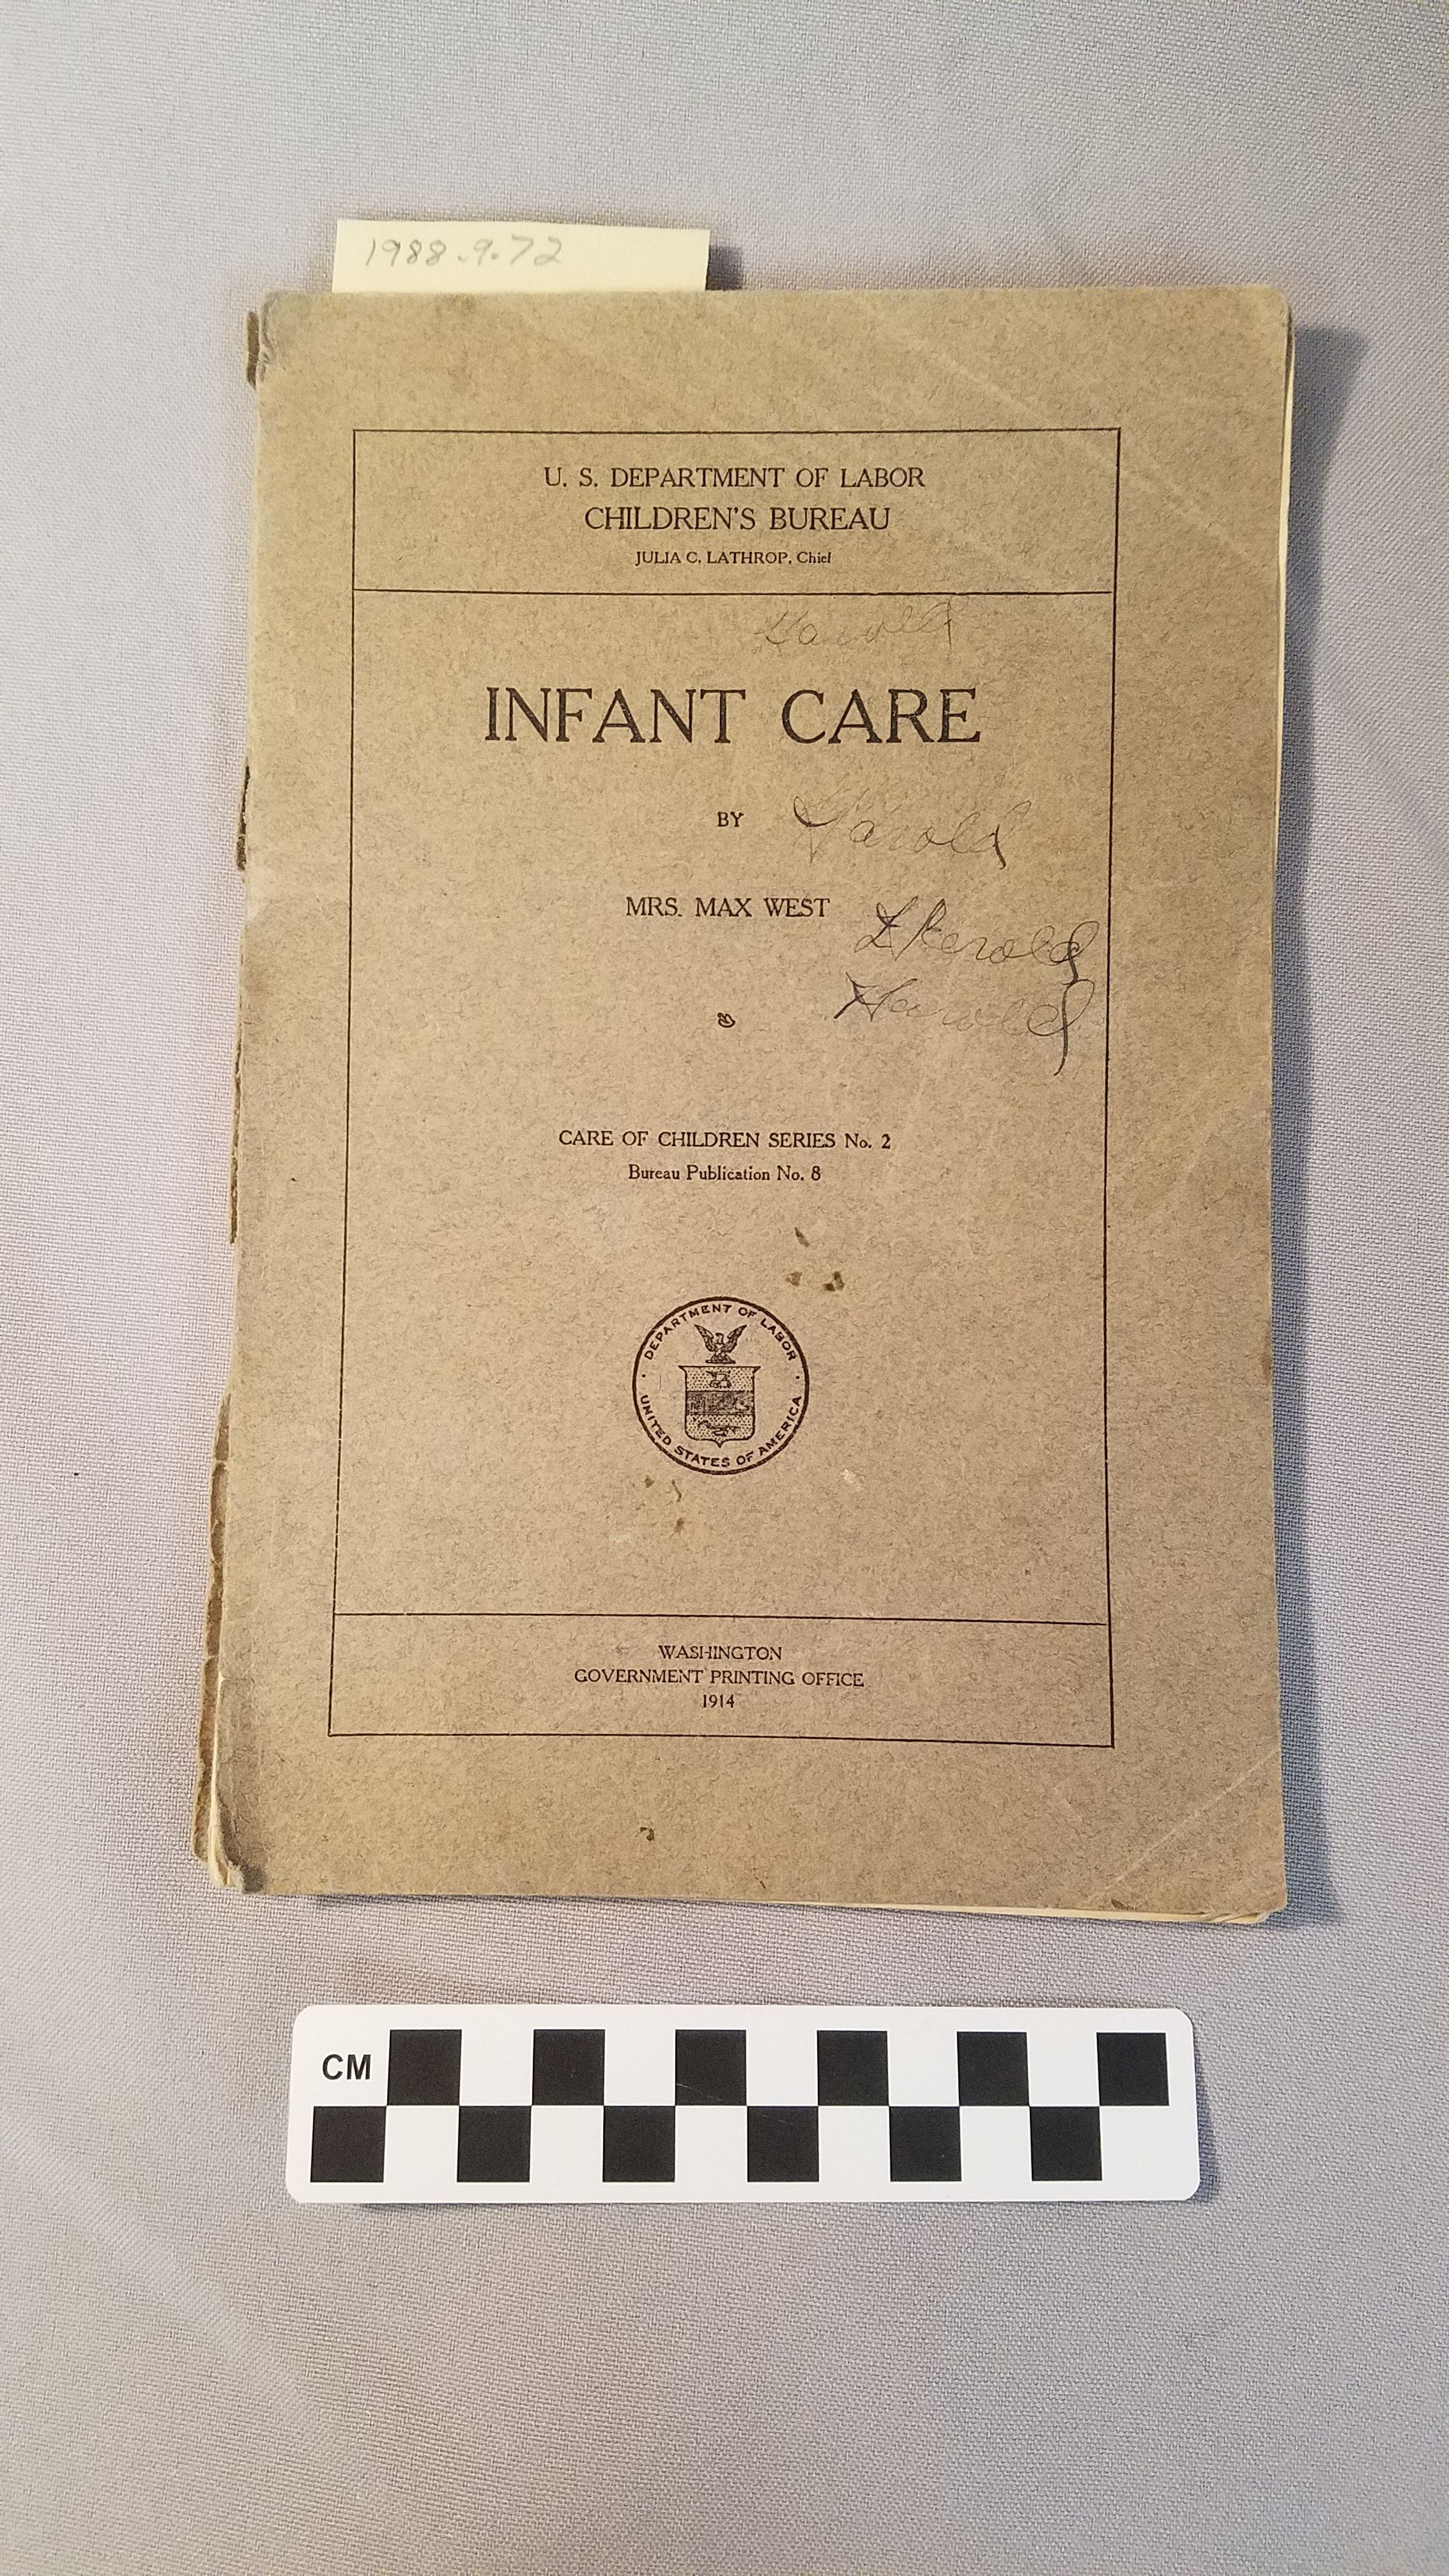 1988.9.72
U. S. DEPARTMENT OF LABOR
CHILDREN'S BUREAU
JULIA C. LATHROP, Chief
Harold
INFANT CARE
BY
Harold
MRS. MAX WEST
Harold
Harold
CARE OF CHILDREN SERIES No. 2
Bureau Publication No. 8
DEPARTMENT OF LABOR
UNITED STATES OF AMERICA
WASHINGTON
GOVERNMENT PRINTING OFFICE
1914
CM